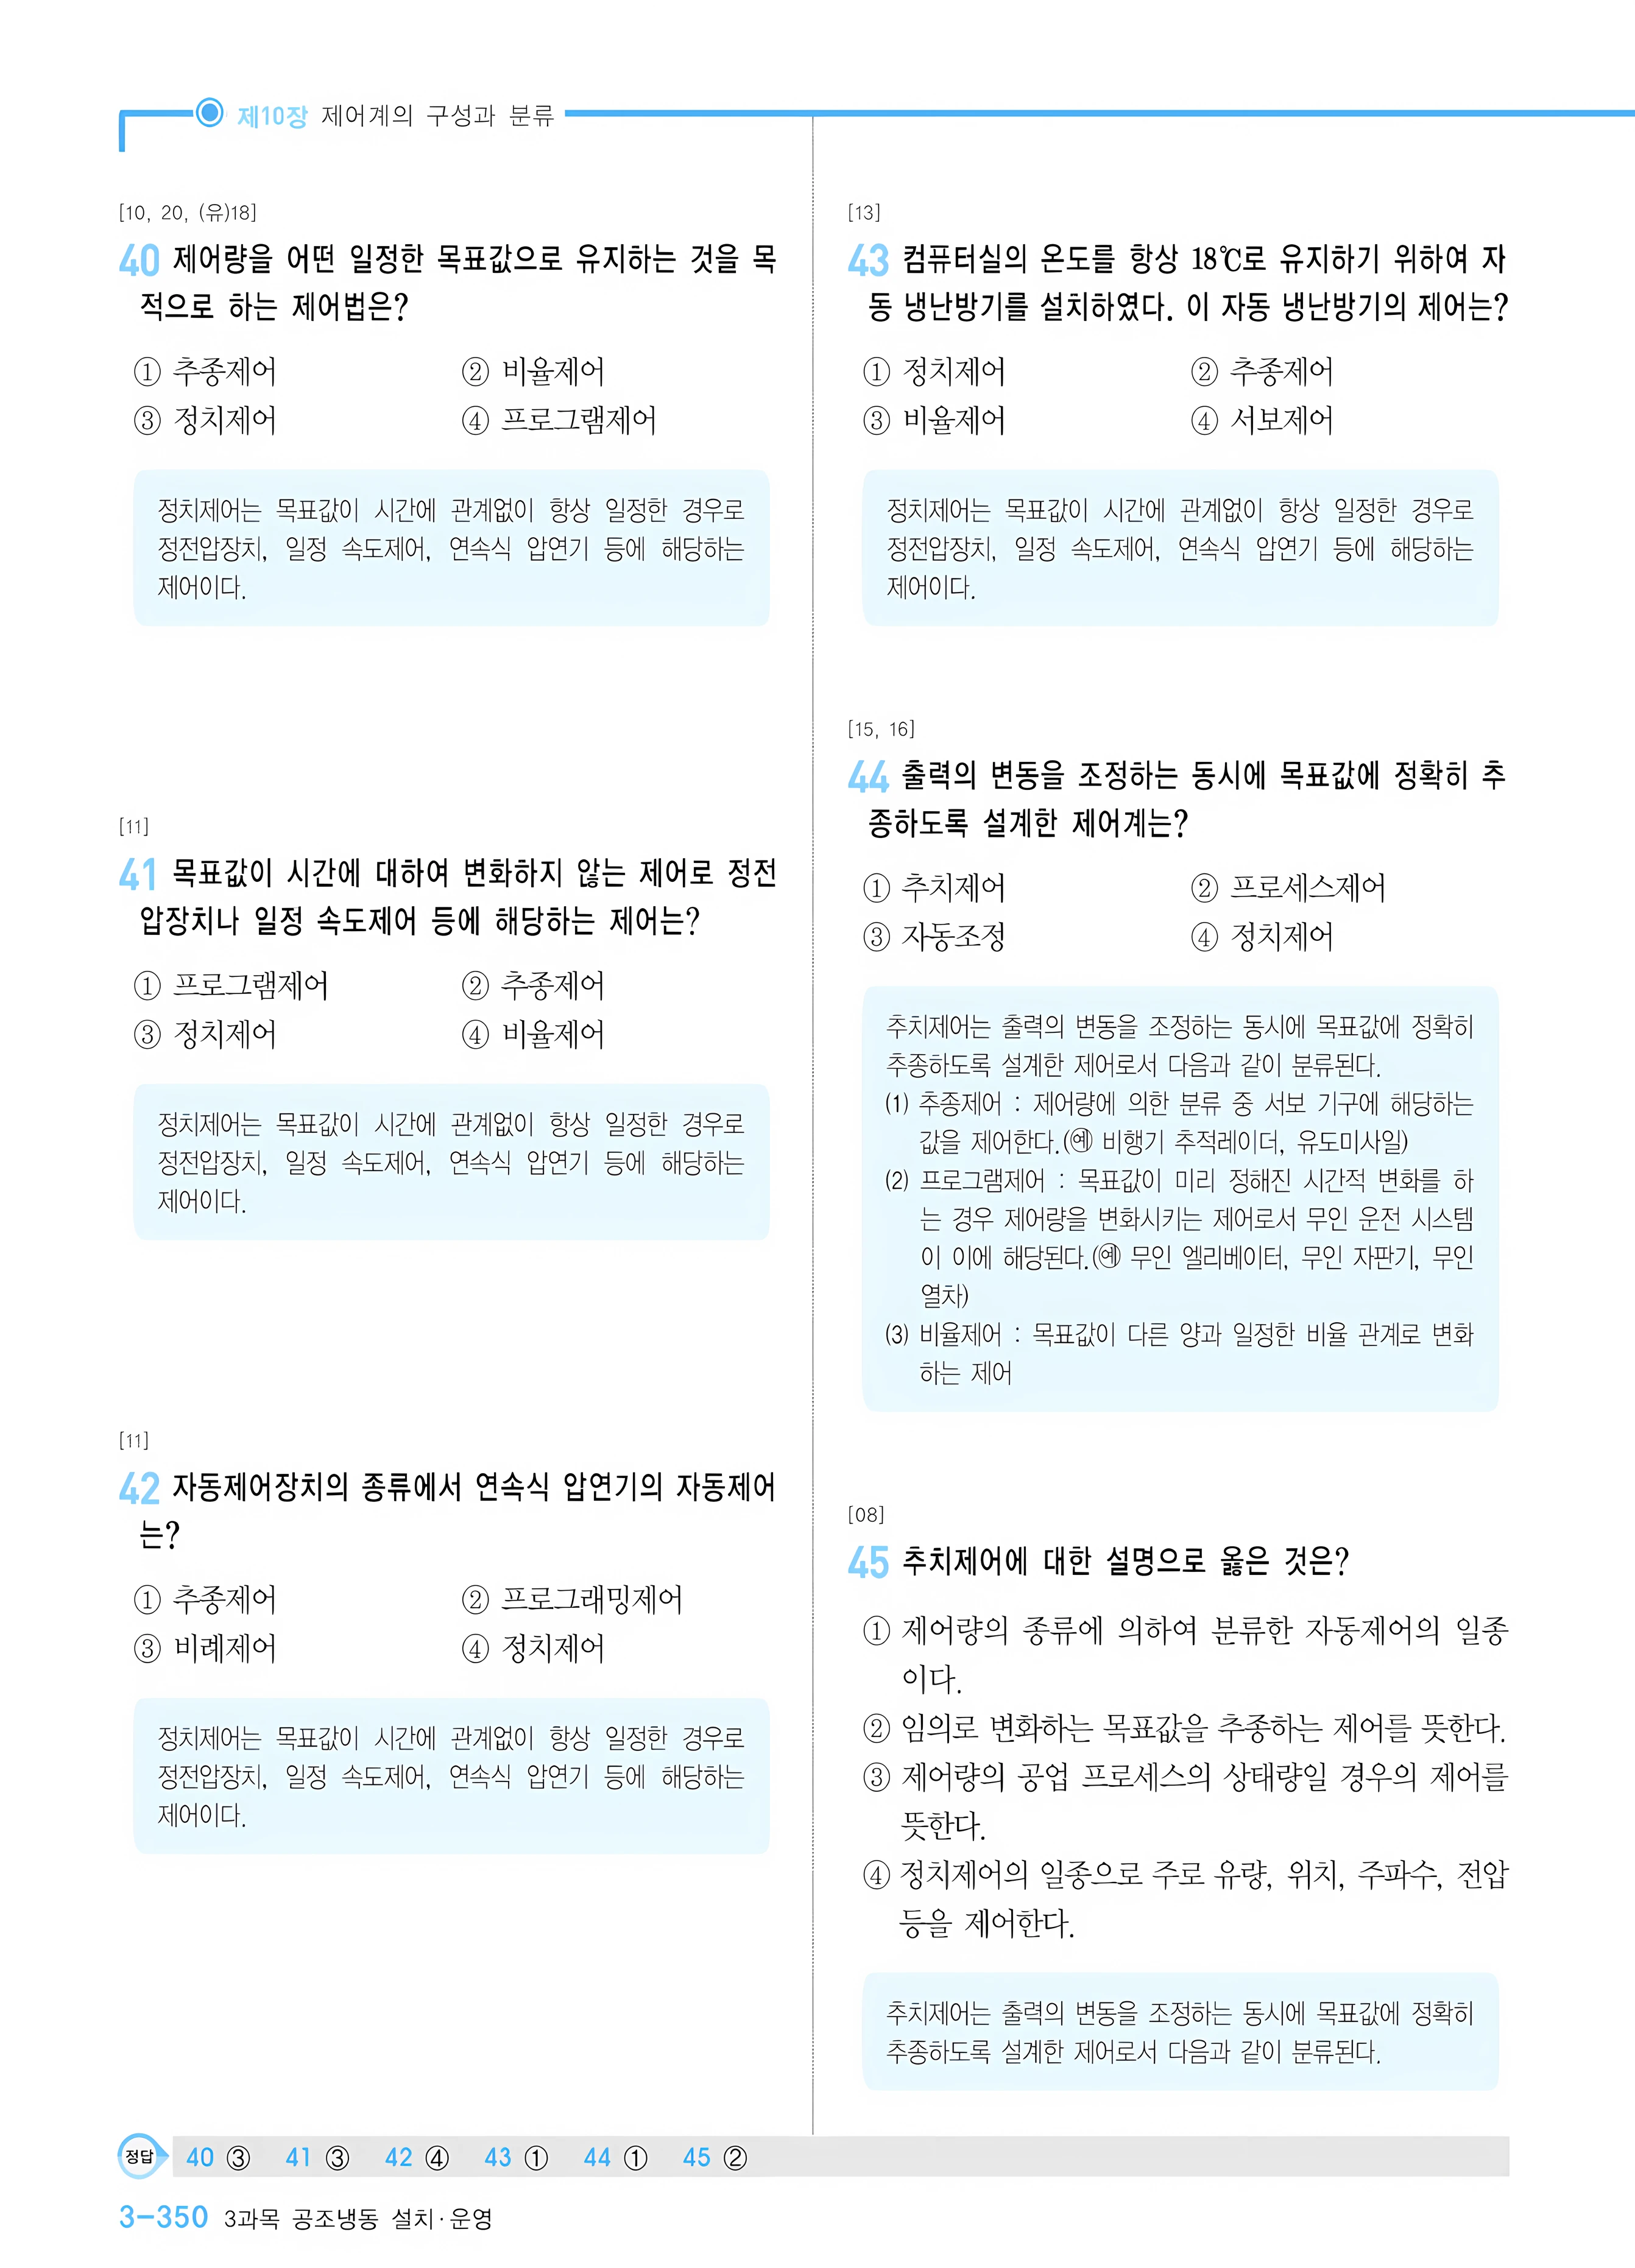 제10장 제어계의 구성과 분류
[10, 20, (유)18]
40 제어량을 어떤 일정한 목표값으로 유지하는 것을 목
적으로 하는 제어법은?
① 추종제어 ② 비율제어
③ 정치제어 ④ 프로그램제어
정치제어는 목표값이 시간에 관계없이 항상 일정한 경우로
정전압장치, 일정 속도제어, 연속식 압연기 등에 해당하는
제어이다.
[11]
41 목표값이 시간에 대하여 변화하지 않는 제어로 정전
압장치나 일정 속도제어 등에 해당하는 제어는?
① 프로그램제어 ② 추종제어
③ 정치제어 ④ 비율제어
정치제어는 목표값이 시간에 관계없이 항상 일정한 경우로
정전압장치, 일정 속도제어, 연속식 압연기 등에 해당하는
제어이다.
[11]
42 자동제어장치의 종류에서 연속식 압연기의 자동제어
는?
① 추종제어 ② 프로그래밍제어
③ 비례제어 ④ 정치제어
정치제어는 목표값이 시간에 관계없이 항상 일정한 경우로
정전압장치, 일정 속도제어, 연속식 압연기 등에 해당하는
제어이다.
[13]
43 컴퓨터실의 온도를 항상 18℃로 유지하기 위하여 자
동 냉난방기를 설치하였다. 이 자동 냉난방기의 제어는?
① 정치제어 ② 추종제어
③ 비율제어 ④ 서보제어
정치제어는 목표값이 시간에 관계없이 항상 일정한 경우로
정전압장치, 일정 속도제어, 연속식 압연기 등에 해당하는
제어이다.
[15, 16]
44 출력의 변동을 조정하는 동시에 목표값에 정확히 추
종하도록 설계한 제어계는?
① 추치제어 ② 프로세스제어
③ 자동조정 ④ 정치제어
추치제어는 출력의 변동을 조정하는 동시에 목표값에 정확히
추종하도록 설계한 제어로서 다음과 같이 분류된다.
(1) 추종제어 : 제어량에 의한 분류 중 서보 기구에 해당하는
값을 제어한다.(예 비행기 추적레이더, 유도미사일)
(2) 프로그램제어 : 목표값이 미리 정해진 시간적 변화를 하
는 경우 제어량을 변화시키는 제어로서 무인 운전 시스템
이 이에 해당된다.(예 무인 엘리베이터, 무인 자판기, 무인
열차)
(3) 비율제어 : 목표값이 다른 양과 일정한 비율 관계로 변화
하는 제어
[08]
45 추치제어에 대한 설명으로 옳은 것은?
① 제어량의 종류에 의하여 분류한 자동제어의 일종
이다.
② 임의로 변화하는 목표값을 추종하는 제어를 뜻한다.
③ 제어량의 공업 프로세스의 상태량일 경우의 제어를
뜻한다.
④ 정치제어의 일종으로 주로 유량, 위치, 주파수, 전압
등을 제어한다.
추치제어는 출력의 변동을 조정하는 동시에 목표값에 정확히
추종하도록 설계한 제어로서 다음과 같이 분류된다.
정답 40 ③ 41 ③ 42 ④ 43 ① 44 ① 45 ②
3-350 3과목 공조냉동 설치·운영